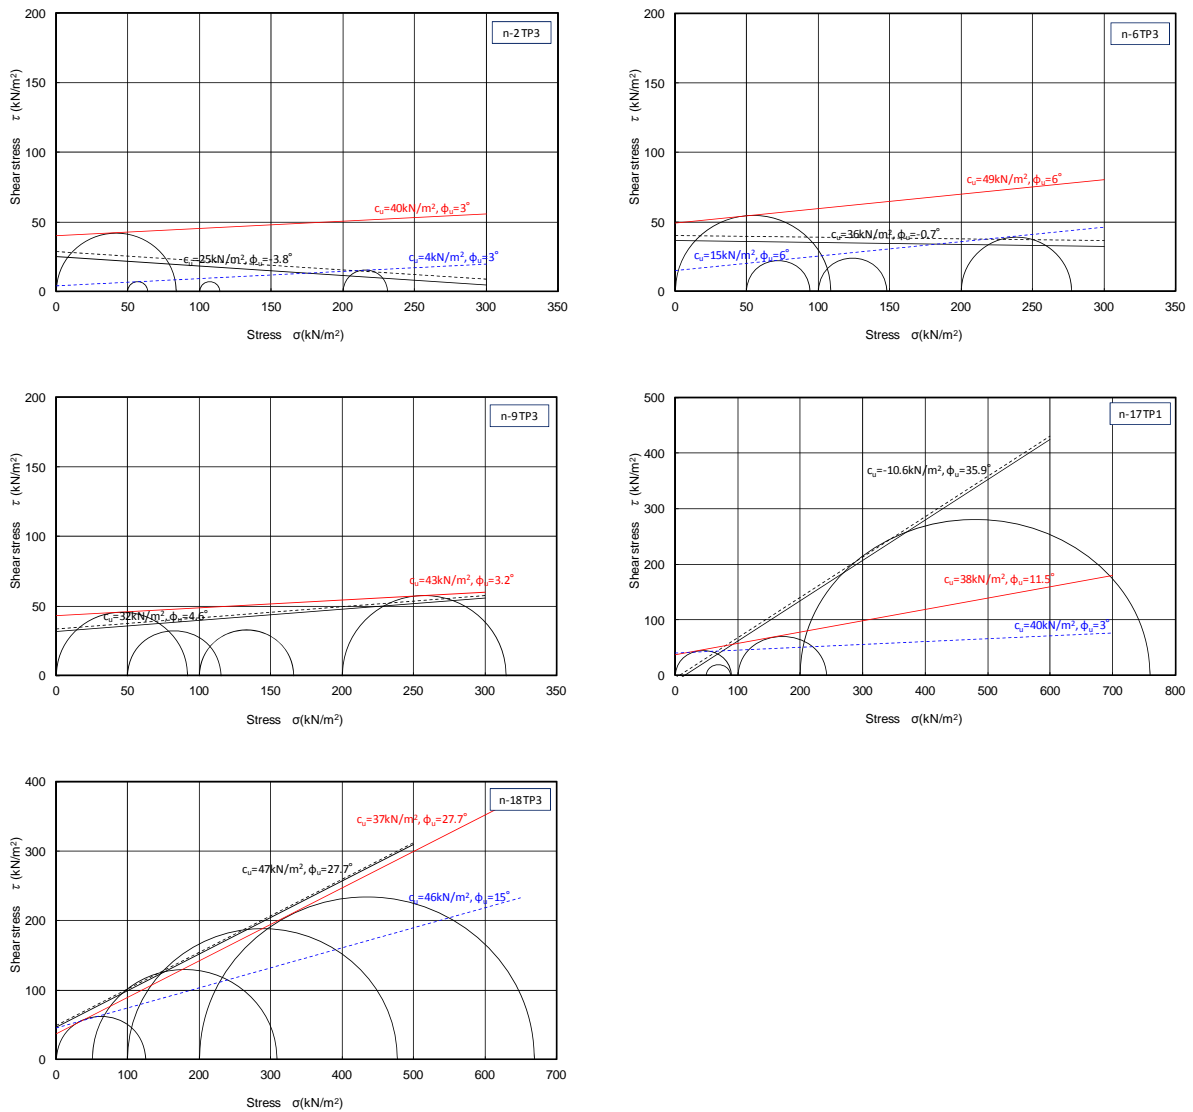 200
n-2TP3
150
100
50
0
Shear stress τ (kN/m²)
cᵤ=40kN/m², ϕᵤ=3°
cᵤ=25kN/m², ϕᵤ=-3.8°
cᵤ=4kN/m², ϕᵤ=3°
0 50 100 150 200 250 300 350
Stress σ(kN/m²)
200
n-6TP3
150
100
50
0
Shear stress τ (kN/m²)
cᵤ=49kN/m², ϕᵤ=6°
cᵤ=36kN/m², ϕᵤ=-0.7°
cᵤ=15kN/m², ϕᵤ=6°
0 50 100 150 200 250 300 350
Stress σ(kN/m²)
200
n-9TP3
150
100
50
0
Shear stress τ (kN/m²)
cᵤ=43kN/m², ϕᵤ=3.2°
cᵤ=32kN/m², ϕᵤ=4.6°
0 50 100 150 200 250 300 350
Stress σ(kN/m²)
500
n-17TP1
400
300
200
100
0
Shear stress τ (kN/m²)
cᵤ=-10.6kN/m², ϕᵤ=35.9°
cᵤ=38kN/m², ϕᵤ=11.5°
cᵤ=40kN/m², ϕᵤ=3°
0 100 200 300 400 500 600 700 800
Stress σ(kN/m²)
400
n-18TP3
300
200
100
0
Shear stress τ (kN/m²)
cᵤ=37kN/m², ϕᵤ=27.7°
cᵤ=47kN/m², ϕᵤ=27.7°
cᵤ=46kN/m², ϕᵤ=15°
0 100 200 300 400 500 600 700
Stress σ(kN/m²)